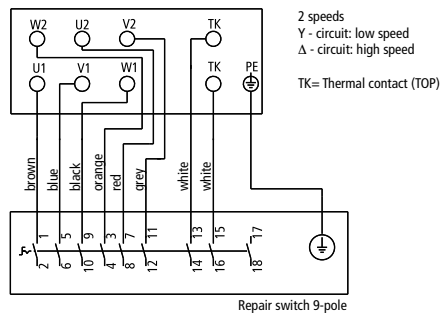 W2 U2 V2 TK
U1 V1 W1 TK PE
2 speeds
Y - circuit: low speed
Δ - circuit: high speed
TK= Thermal contact (TOP)
brown blue black orange red grey white white
1 5 9 3 7 11 13 15 17
2 6 10 4 8 12 14 16 18
Repair switch 9-pole